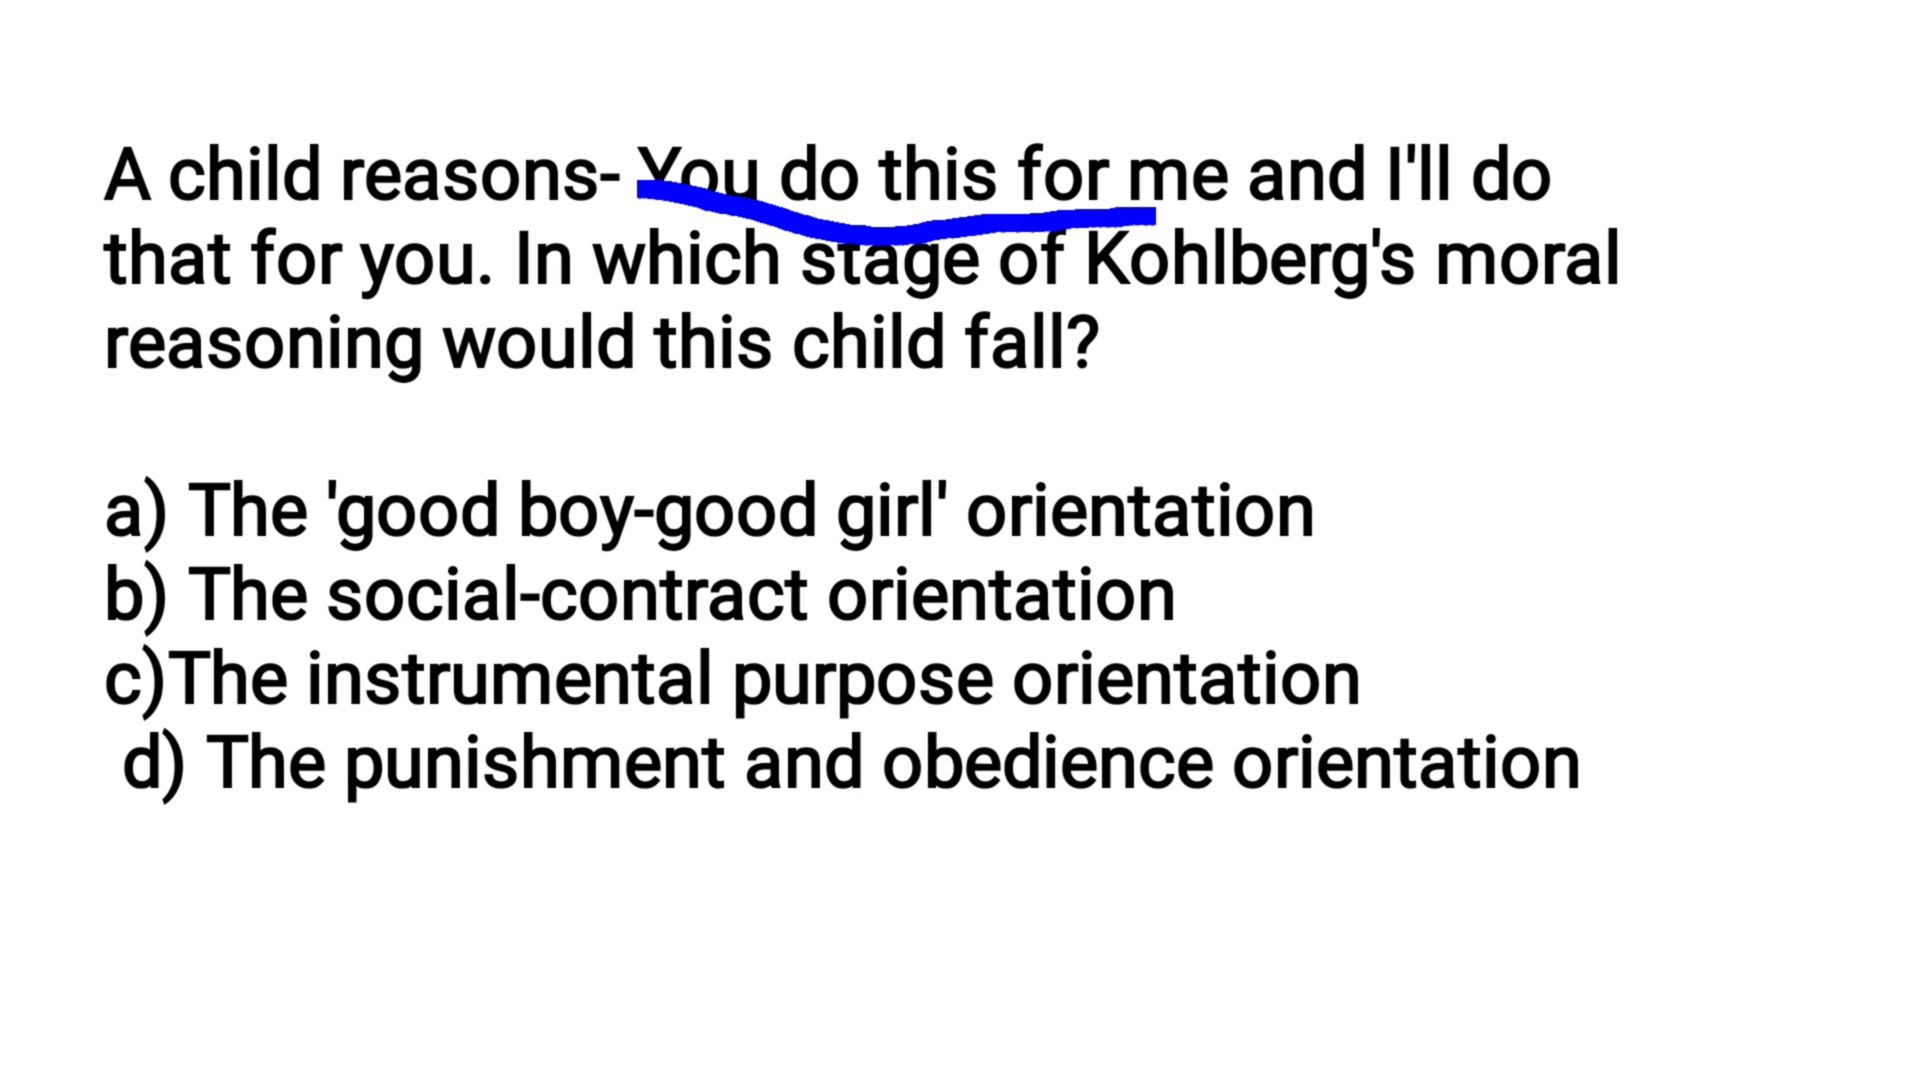 A child reasons- You do this for me and I'll do
that for you. In which stage of Kohlberg's moral
reasoning would this child fall?
a) The 'good boy-good girl' orientation
b) The social-contract orientation
c)The instrumental purpose orientation
d) The punishment and obedience orientation